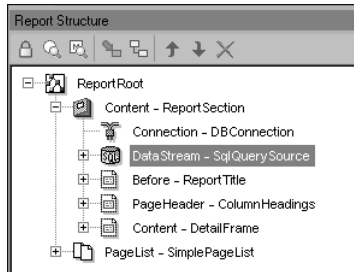 Report Structure
ReportRoot
Content - ReportSection
Connection - DBConnection
DataStream - SqlQuerySource
Before - ReportTitle
PageHeader - ColumnHeadings
Content - DetailFrame
PageList - SimplePageList